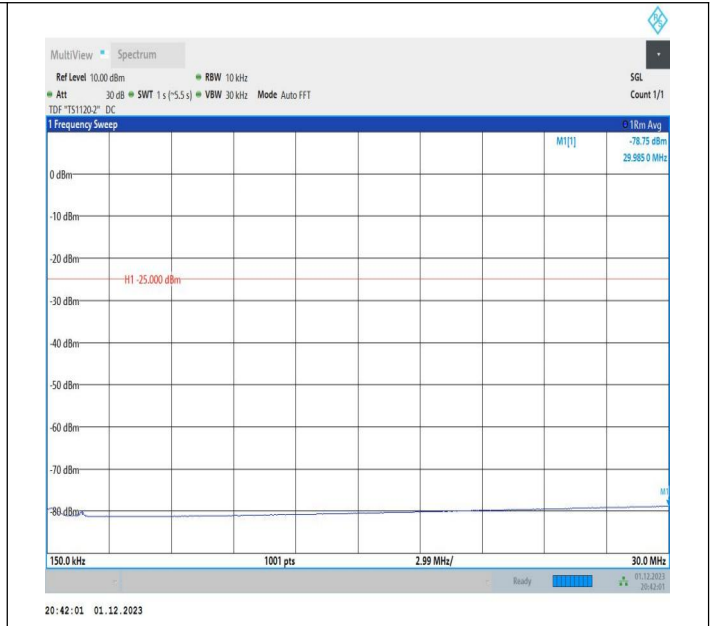 R S
MultiView Spectrum
Ref Level 10.00 dBm RBW 10 kHz SGL
Att 30 dB SWT 1 s (~5.5 s) VBW 30 kHz Mode Auto FFT Count 1/1
TDF "TS1120-2" DC
1 Frequency Sweep 1Rm Avg
M1[1] -78.75 dBm
29.985 0 MHz
0 dBm
-10 dBm
-20 dBm
H1 -25.000 dBm
-30 dBm
-40 dBm
-50 dBm
-60 dBm
-70 dBm
M1
-80 dBm
150.0 kHz 1001 pts 2.99 MHz/ 30.0 MHz
Ready 01.12.2023
20:42:01
20:42:01 01.12.2023